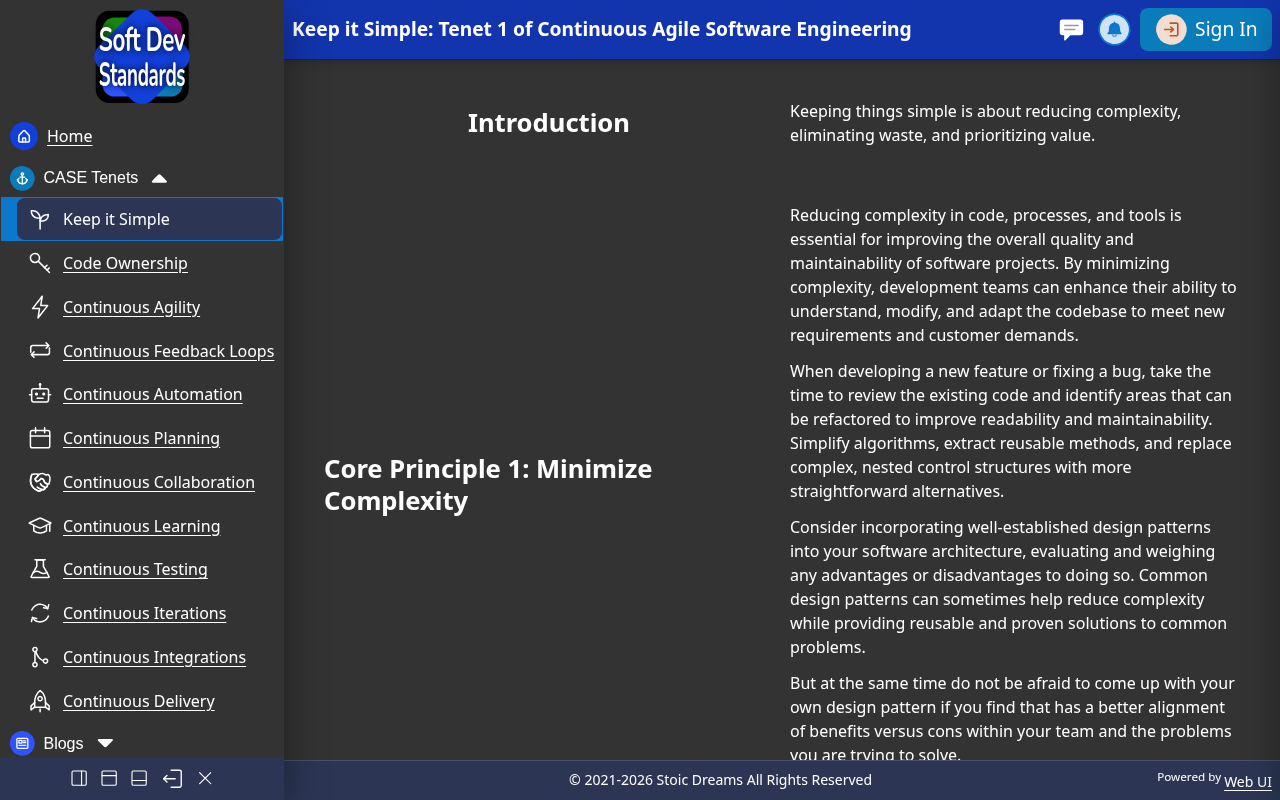 Soft Dev
Standards
Home
CASE Tenets
Keep it Simple
Code Ownership
Continuous Agility
Continuous Feedback Loops
Continuous Automation
Continuous Planning
Continuous Collaboration
Continuous Learning
Continuous Testing
Continuous Iterations
Continuous Integrations
Continuous Delivery
Blogs
Keep it Simple: Tenet 1 of Continuous Agile Software Engineering
Sign In
Introduction
Keeping things simple is about reducing complexity,
eliminating waste, and prioritizing value.
Core Principle 1: Minimize
Complexity
Reducing complexity in code, processes, and tools is
essential for improving the overall quality and
maintainability of software projects. By minimizing
complexity, development teams can enhance their ability to
understand, modify, and adapt the codebase to meet new
requirements and customer demands.
When developing a new feature or fixing a bug, take the
time to review the existing code and identify areas that can
be refactored to improve readability and maintainability.
Simplify algorithms, extract reusable methods, and replace
complex, nested control structures with more
straightforward alternatives.
Consider incorporating well-established design patterns
into your software architecture, evaluating and weighing
any advantages or disadvantages to doing so. Common
design patterns can sometimes help reduce complexity
while providing reusable and proven solutions to common
problems.
But at the same time do not be afraid to come up with your
own design pattern if you find that has a better alignment
of benefits versus cons within your team and the problems
you are trying to solve.
© 2021-2026 Stoic Dreams All Rights Reserved
Powered by Web UI